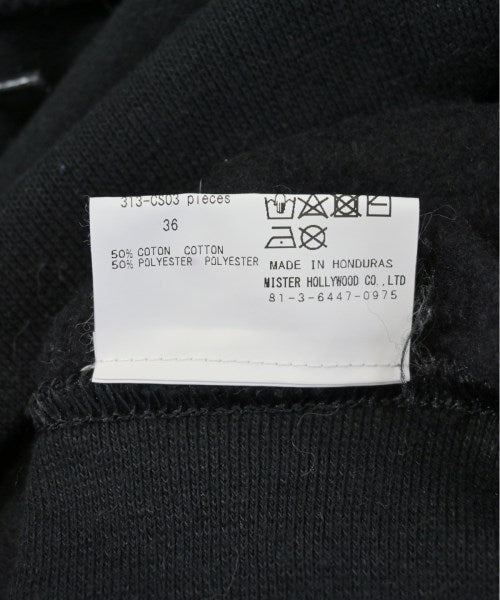 313-CS03 pieces
36
50% COTON COTTON
50% POLYESTER POLYESTER
MADE IN HONDURAS
MISTER HOLLYWOOD CO.,LTD
81-3-6447-0975